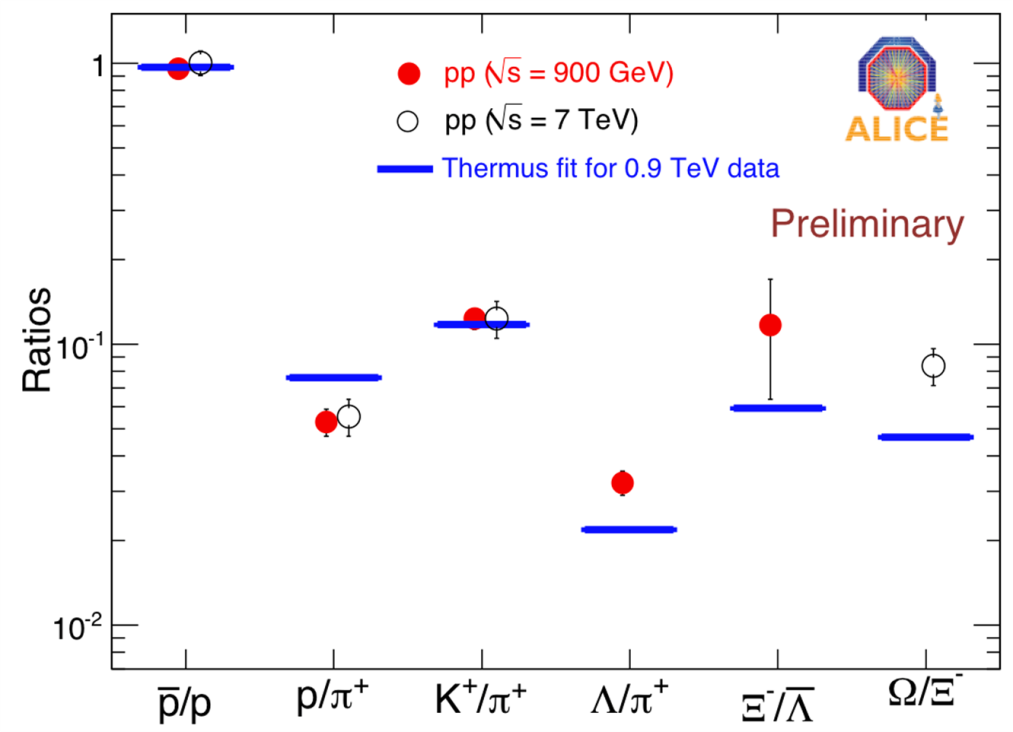 1
pp (√s = 900 GeV)
pp (√s = 7 TeV)
Thermus fit for 0.9 TeV data
ALICE
Preliminary
Ratios
10⁻¹
10⁻²
p̅/p
p/π⁺
K⁺/π⁺
Λ/π⁺
Ξ⁻/Λ̅
Ω/Ξ⁻